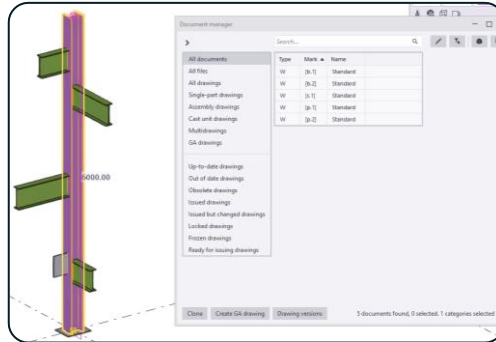 Document manager
Search...
All documents
All files
All drawings
Single-part drawings
Assembly drawings
Cast unit drawings
Multidrawings
GA drawings
Up-to-date drawings
Out of date drawings
Obsolete drawings
Issued drawings
Issued but changed drawings
Locked drawings
Frozen drawings
Ready for issuing drawings
Type Mark Name
W [b.1] Standard
W [b.2] Standard
W [c.1] Standard
W [p.1] Standard
W [p.2] Standard
6000.00
Clone Create GA drawing Drawing versions 5 documents found, 0 selected, 1 categories selected